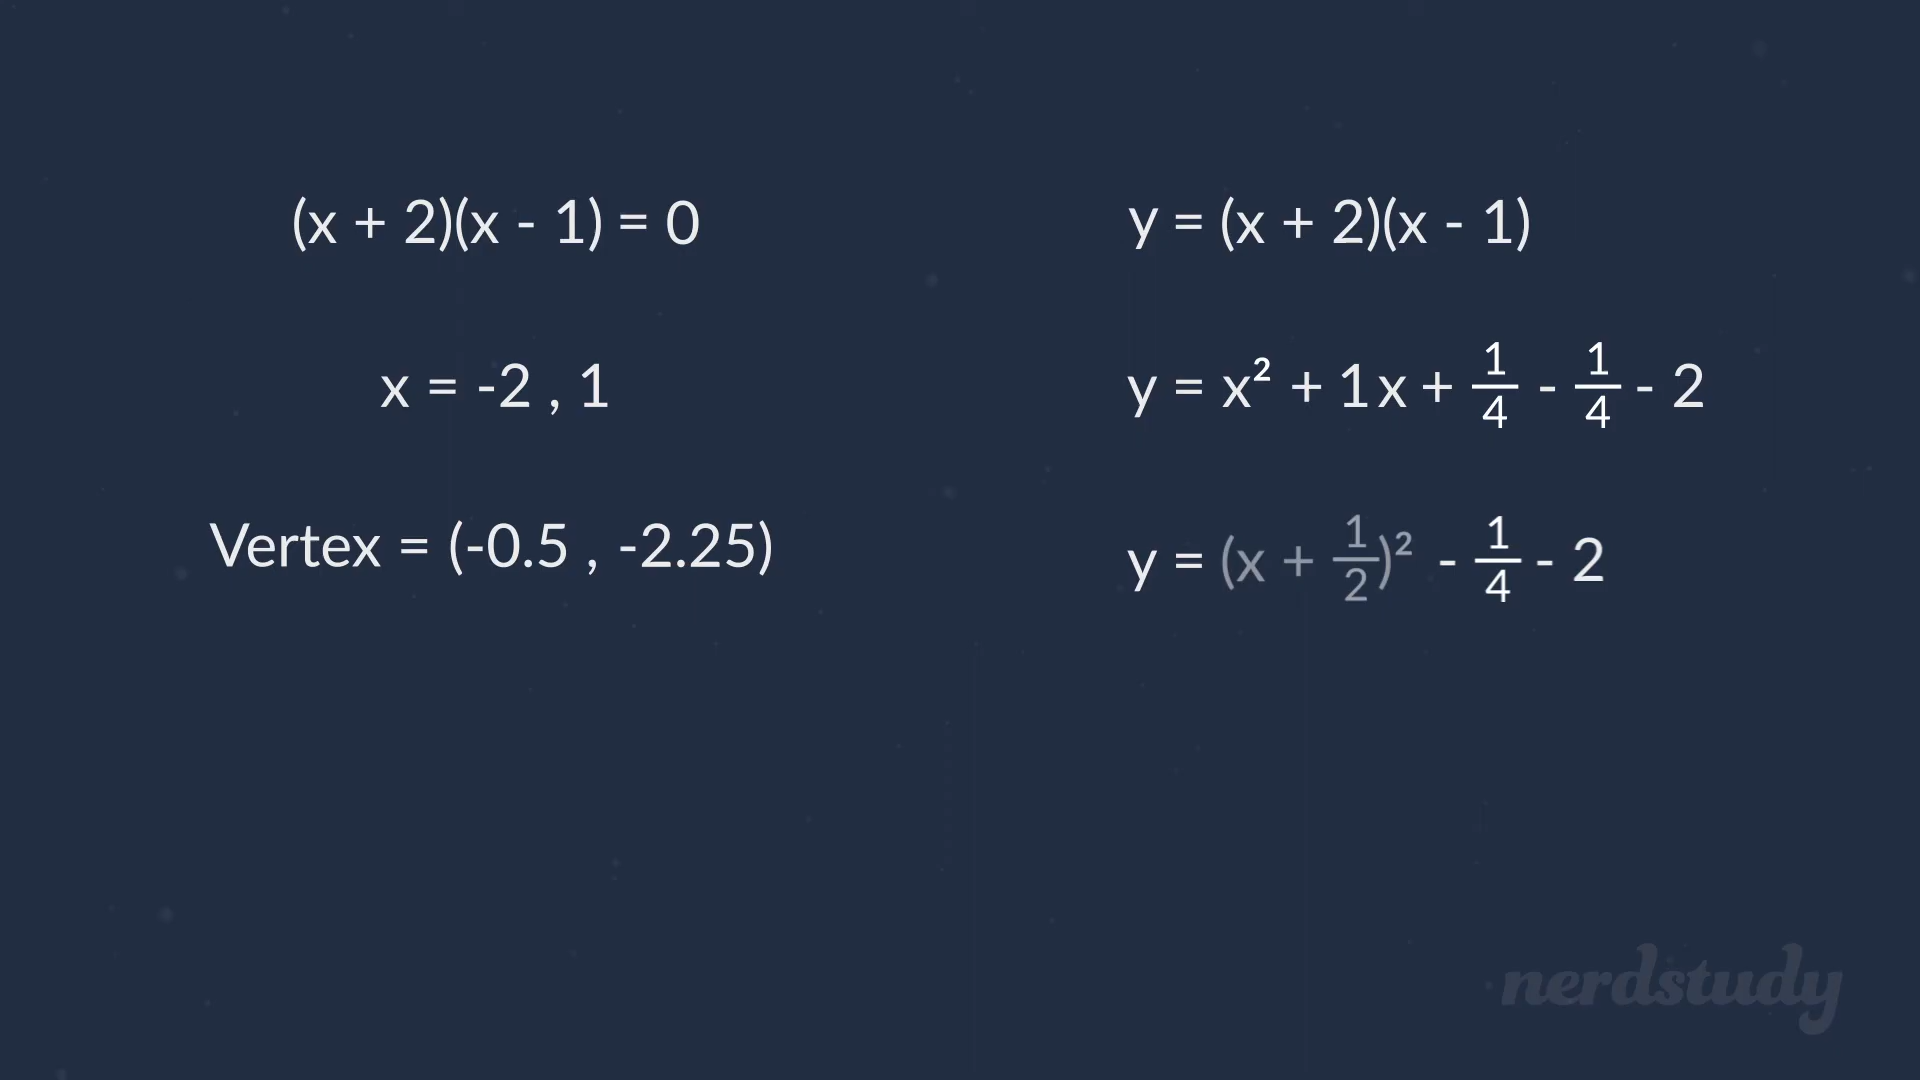 (x + 2)(x - 1) = 0
x = -2 , 1
Vertex = (-0.5 , -2.25)
y = (x + 2)(x - 1)
y = x² + 1x + 1/4 - 1/4 - 2
y = (x + 1/2)² - 1/4 - 2
nerdstudy